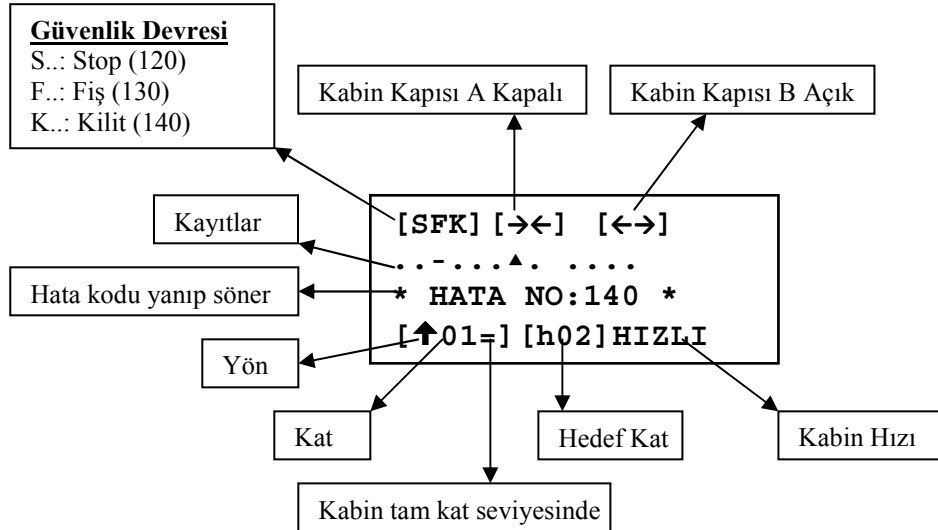 Güvenlik Devresi
S..: Stop (120)
F..: Fiş (130)
K..: Kilit (140)
Kabin Kapısı A Kapalı
Kabin Kapısı B Açık
Kayıtlar
Hata kodu yanıp söner
Yön
[SFK] [→←] [←→]
..-...▲. ....
* HATA NO:140 *
[↑01=] [h02]HIZLI
Kat
Hedef Kat
Kabin Hızı
Kabin tam kat seviyesinde